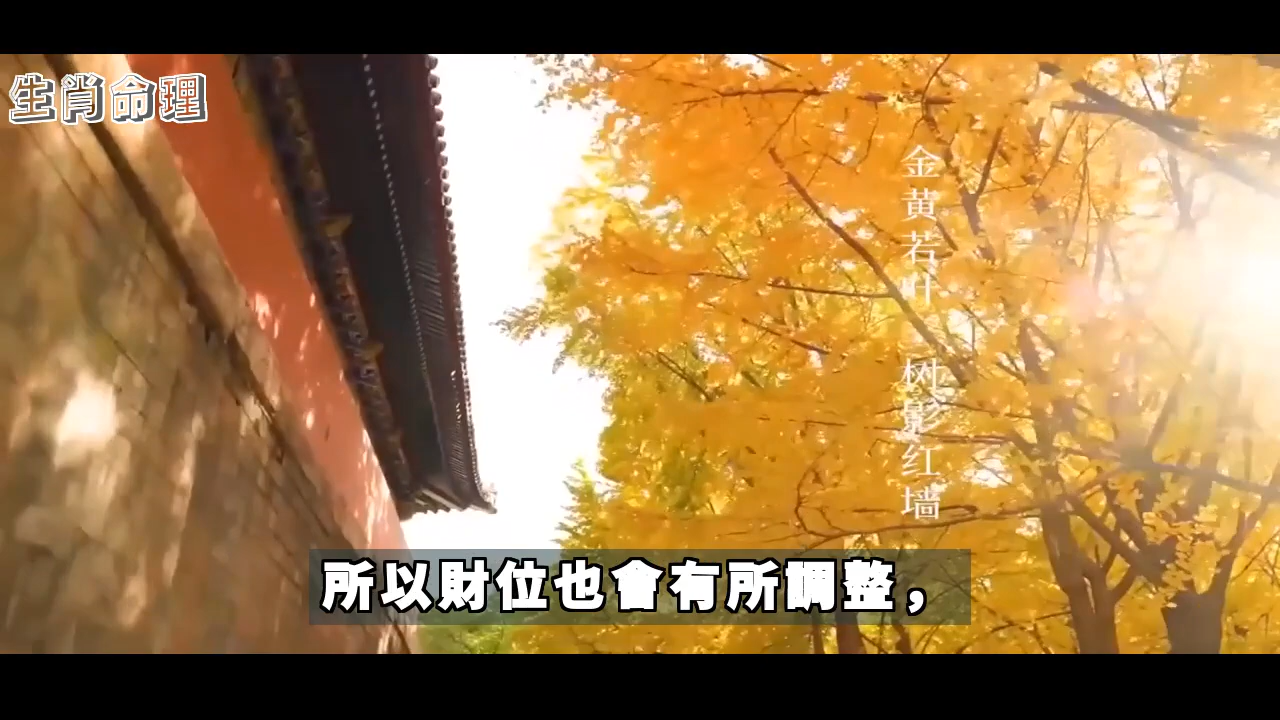 生肖命理
金黄若叶 树影红墙
所以財位也會有所調整，